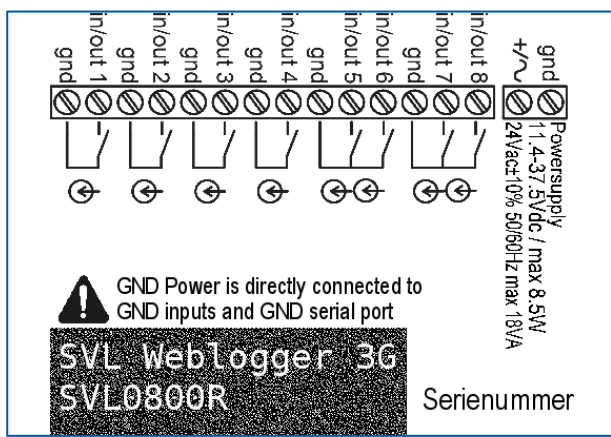 gnd in/out 1 gnd in/out 2 gnd in/out 3 gnd in/out 4 gnd in/out 5 in/out 6 gnd in/out 7 in/out 8 +/~ gnd
Powersupply
11.4-37.5Vdc / max 8.5W
24Vac±10% 50/60Hz max 18VA
GND Power is directly connected to
GND inputs and GND serial port
SVL Weblogger 3G
SVL0800R
Serienummer